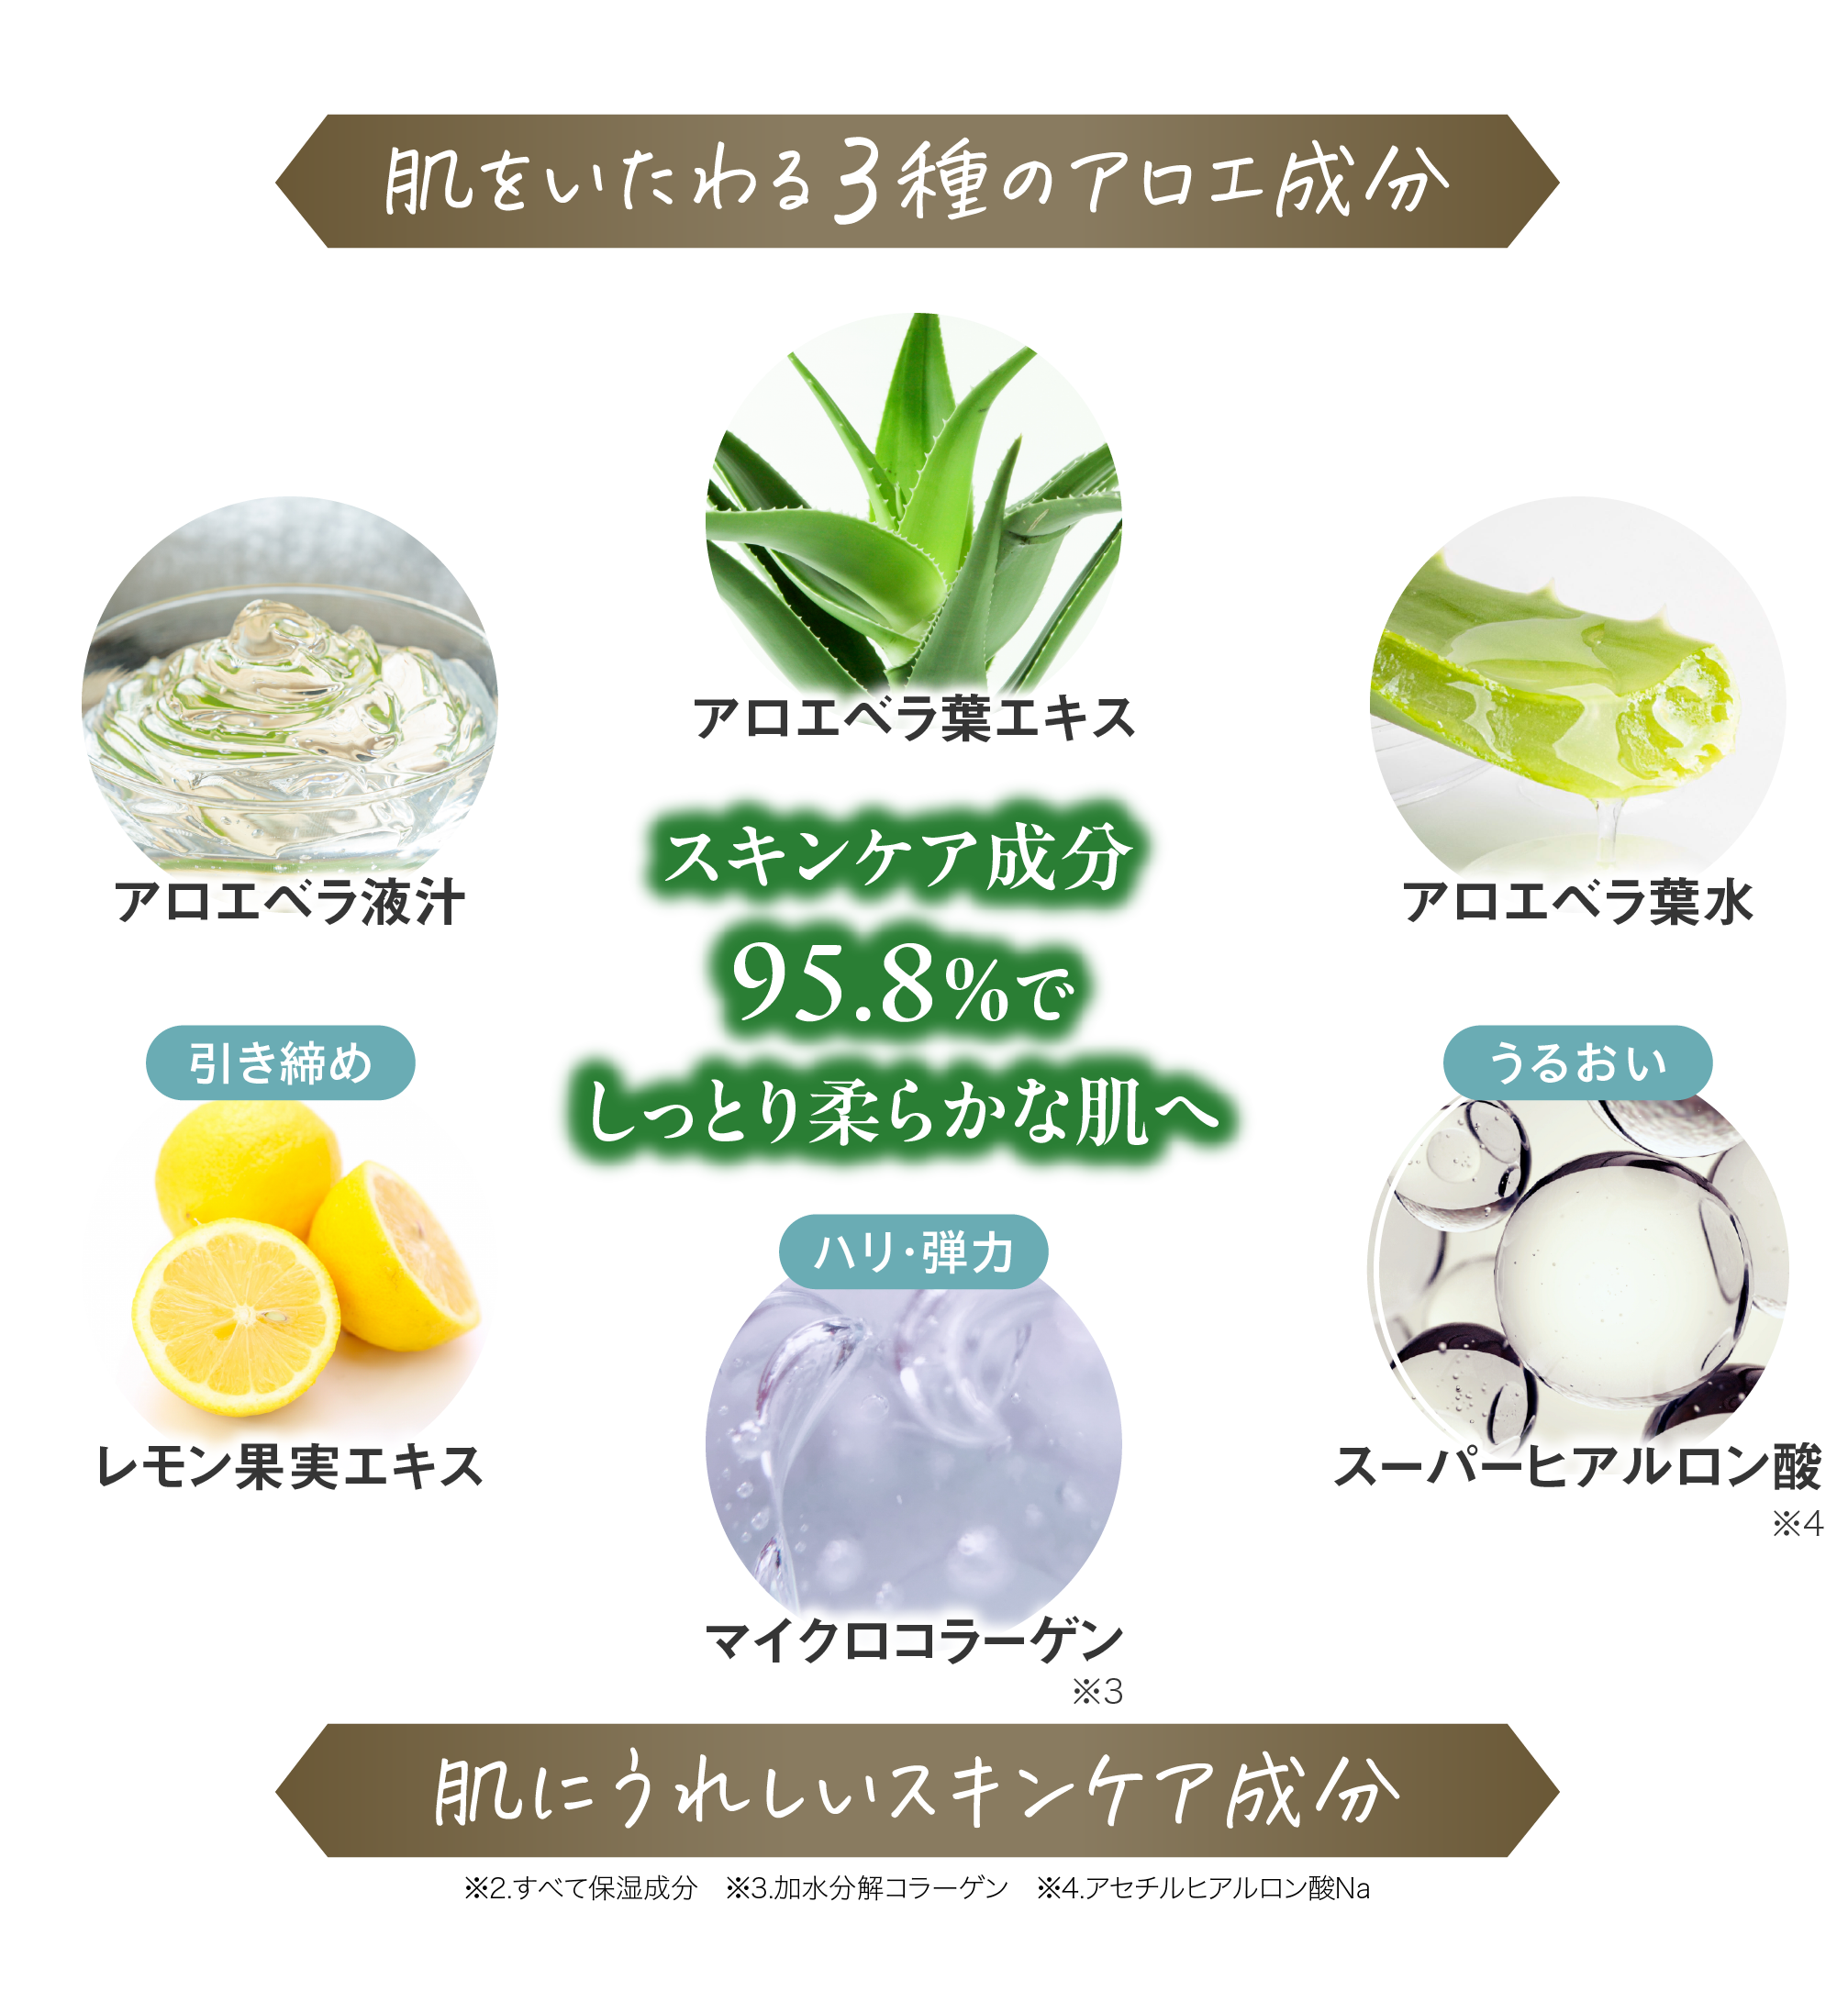 肌をいたわる3種のアロエ成分
アロエベラ葉エキス
アロエベラ液汁
アロエベラ葉水
スキンケア成分
95.8%で
しっとり柔らかな肌へ
引き締め
レモン果実エキス
ハリ・弾力
マイクロコラーゲン
※3
うるおい
スーパーヒアルロン酸
※4
肌にうれしいスキンケア成分
※2.すべて保湿成分　※3.加水分解コラーゲン　※4.アセチルヒアルロン酸Na